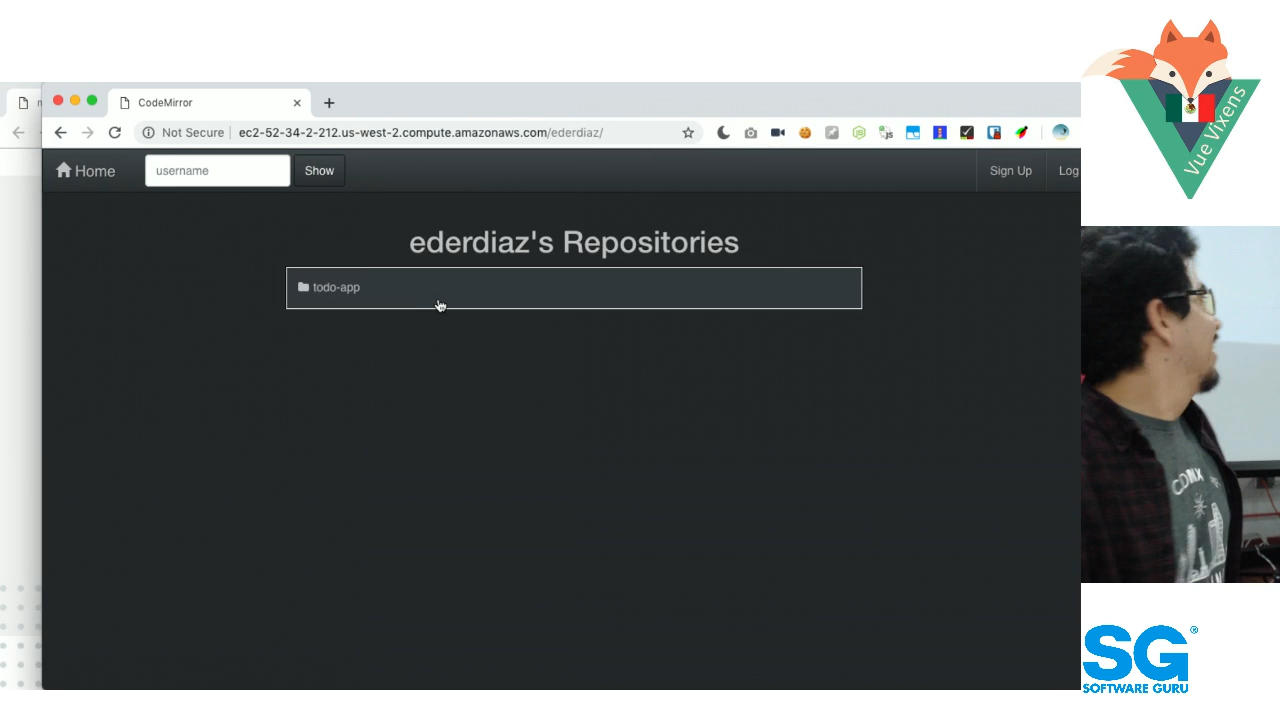 CodeMirror
Not Secure
ec2-52-34-2-212.us-west-2.compute.amazonaws.com/ederdiaz/
Home
username
Show
Sign Up
Log
ederdiaz's Repositories
todo-app
Vue Vixens
CDMX
SG®
SOFTWARE GURU